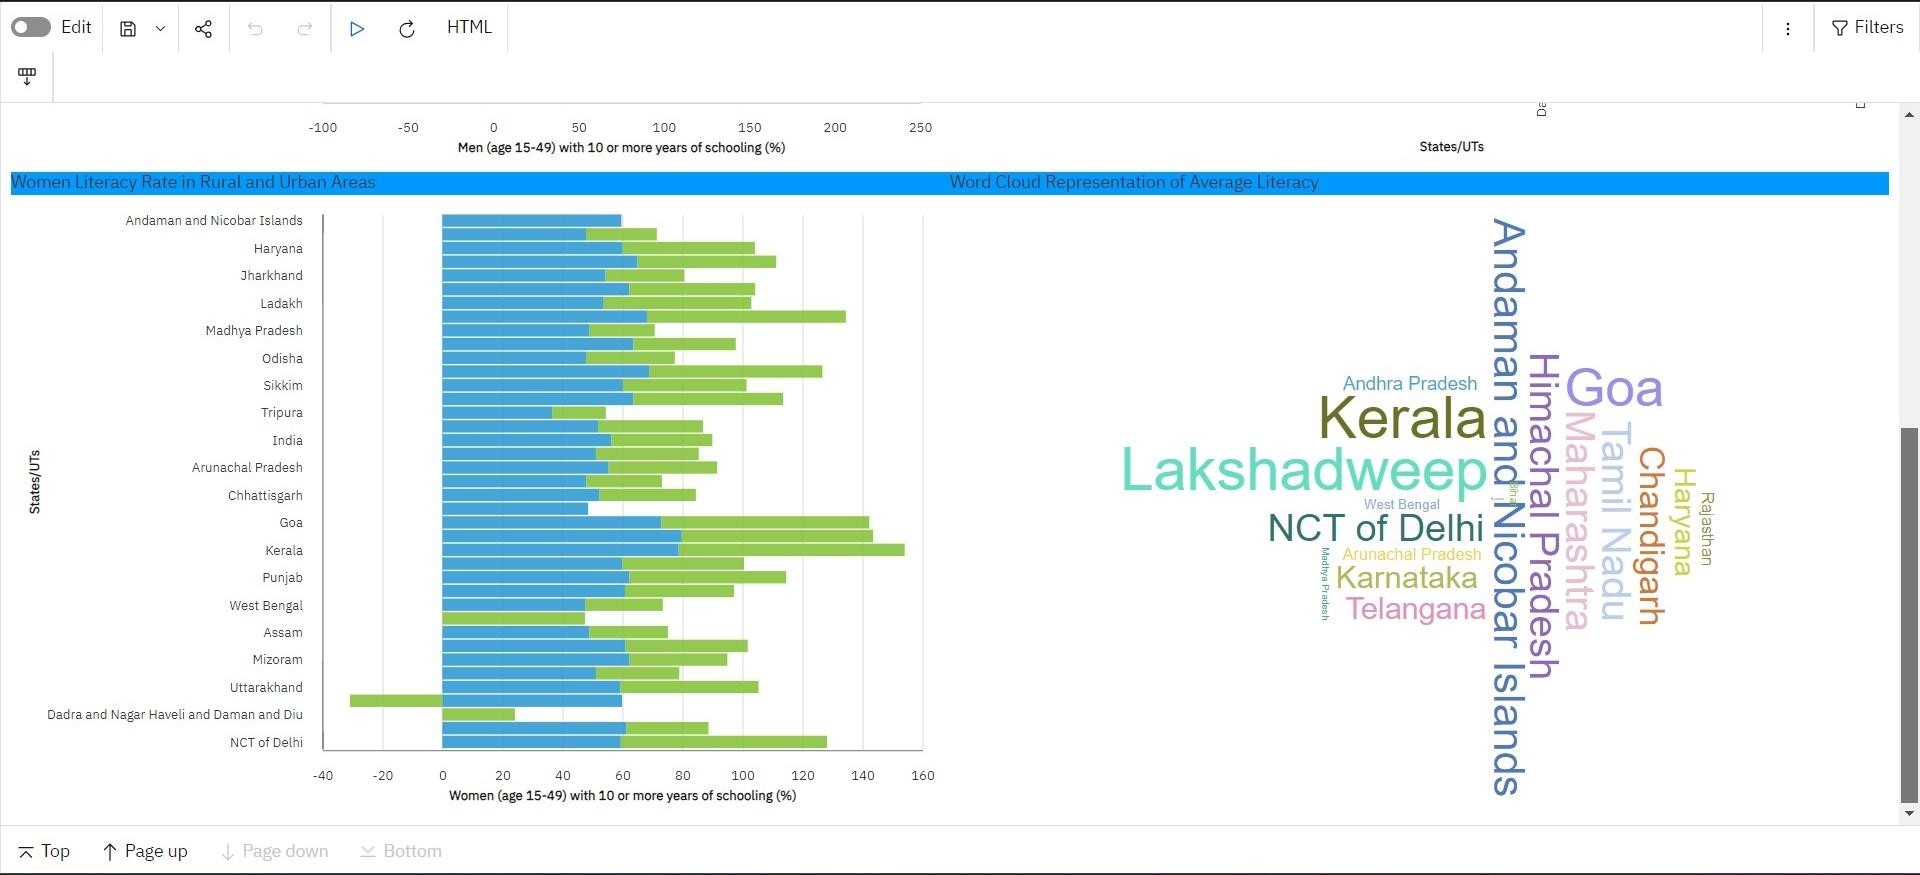 Edit
HTML
Filters
-100 -50 0 50 100 150 200 250
Men (age 15-49) with 10 or more years of schooling (%)
States/UTs
Women Literacy Rate in Rural and Urban Areas
Word Cloud Representation of Average Literacy
Andaman and Nicobar Islands
Haryana
Jharkhand
Ladakh
Madhya Pradesh
Odisha
Sikkim
Tripura
India
Arunachal Pradesh
Chhattisgarh
Goa
Kerala
Punjab
West Bengal
Assam
Mizoram
Uttarakhand
Dadra and Nagar Haveli and Daman and Diu
NCT of Delhi
States/UTs
-40 -20 0 20 40 60 80 100 120 140 160
Women (age 15-49) with 10 or more years of schooling (%)
Andhra Pradesh
Kerala
Lakshadweep
West Bengal
NCT of Delhi
Arunachal Pradesh
Madhya Pradesh
Karnataka
Telangana
Andaman and Nicobar Islands
Bihar
Himachal Pradesh
Goa
Maharashtra
Tamil Nadu
Chandigarh
Haryana
Rajasthan
Top
Page up
Page down
Bottom